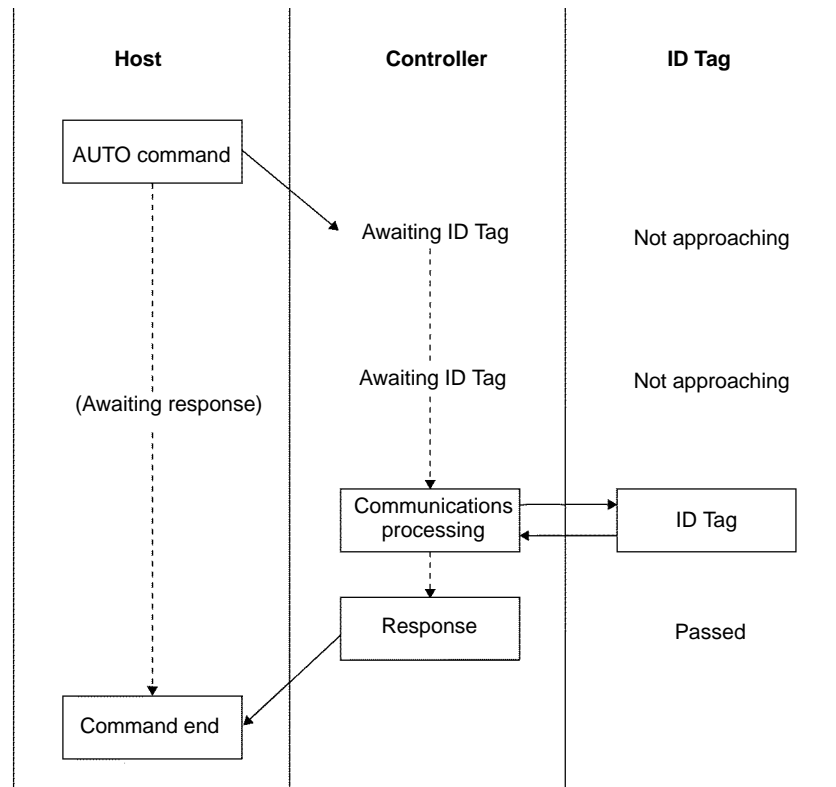 Host
Controller
ID Tag
AUTO command
Awaiting ID Tag
Not approaching
Awaiting ID Tag
Not approaching
(Awaiting response)
Communications
processing
ID Tag
Response
Passed
Command end